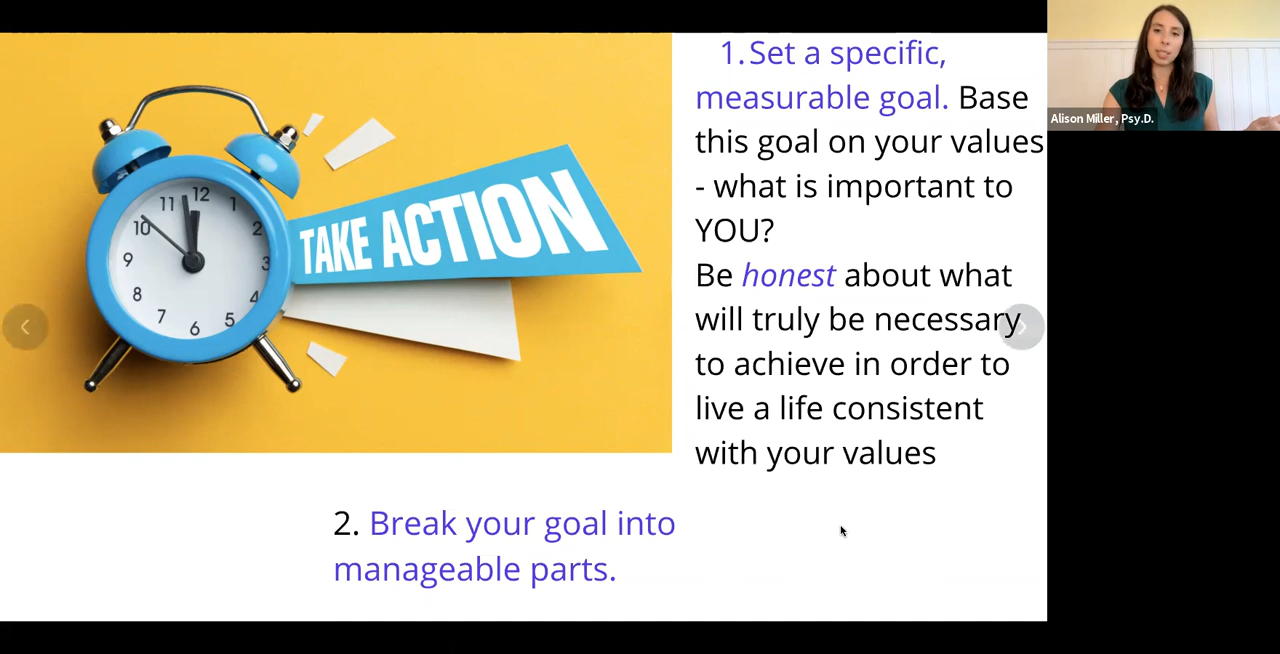 12
11
1
10
2
9
3
8
4
7
5
6
TAKE ACTION
1. Set a specific,
measurable goal. Base
this goal on your values
- what is important to
YOU?
Be honest about what
will truly be necessary
to achieve in order to
live a life consistent
with your values
2. Break your goal into
manageable parts.
Alison Miller, Psy.D.